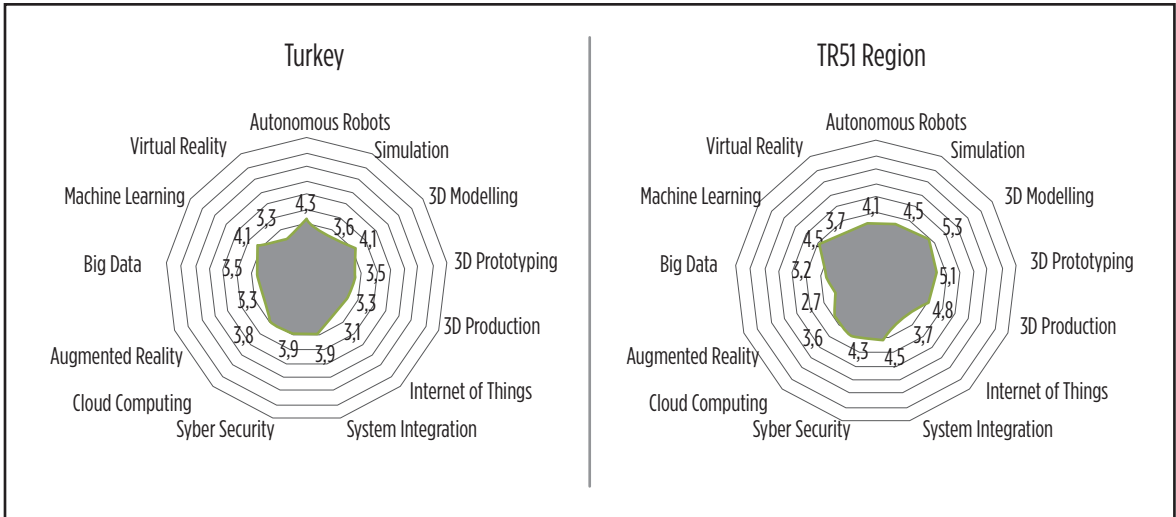 Turkey
Autonomous Robots
Virtual Reality
Simulation
Machine Learning
3D Modelling
4,3
3,3
3,6
4,1
4,1
Big Data
3,5
3,5
3D Prototyping
3,3
3,3
3D Production
3,8
3,1
3,9
3,9
Augmented Reality
Internet of Things
Cloud Computing
Syber Security
System Integration
TR51 Region
Autonomous Robots
Virtual Reality
Simulation
Machine Learning
3D Modelling
4,1
3,7
4,5
4,5
5,3
Big Data
3,2
5,1
3D Prototyping
2,7
4,8
3D Production
3,6
3,7
4,3
4,5
Augmented Reality
Internet of Things
Cloud Computing
Syber Security
System Integration